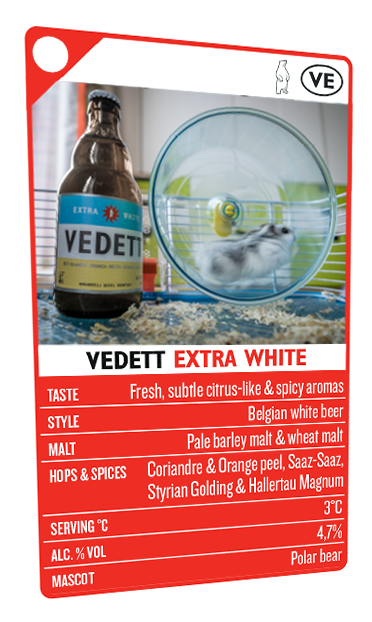 VE
EXTRA WHITE
VEDETT
VEDETT EXTRA WHITE
TASTE Fresh, subtle citrus-like & spicy aromas
STYLE Belgian white beer
MALT Pale barley malt & wheat malt
HOPS & SPICES Coriandre & Orange peel, Saaz-Saaz,
Styrian Golding & Hallertau Magnum
SERVING °C 3°C
ALC. % VOL 4,7%
MASCOT Polar bear